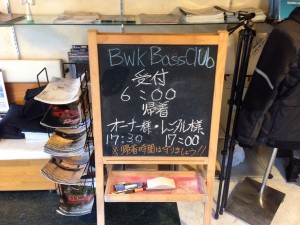 BWK BassClub
受付
6:00
帰着
オーナー様・レンタル様
17:30 17:00
※帰着時間は守りましょう!!